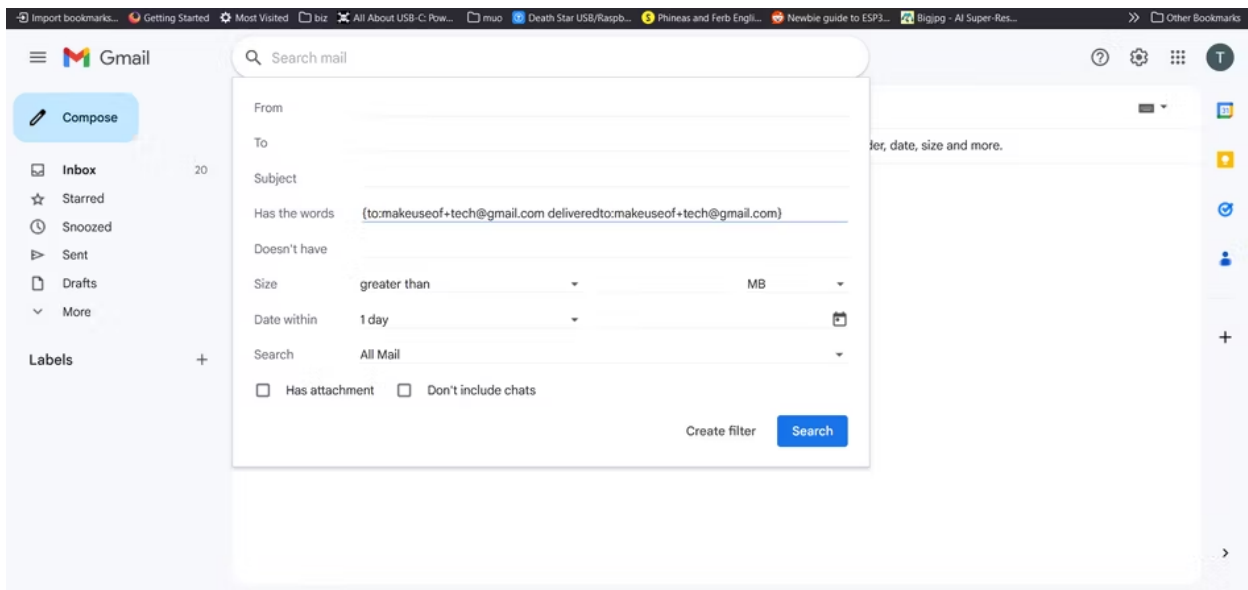 Import bookmarks... Getting Started Most Visited biz All About USB-C: Pow... muo Death Star USB/Raspb... Phineas and Ferb Engli... Newbie guide to ESP3... Bigjpg - AI Super-Res... Other Bookmarks
Gmail
Search mail
T
Compose
Inbox 20
Starred
Snoozed
Sent
Drafts
More
Labels
From
To
Subject
Has the words {to:makeuseof+tech@gmail.com deliveredto:makeuseof+tech@gmail.com}
Doesn't have
Size greater than MB
Date within 1 day
Search All Mail
Has attachment Don't include chats
Create filter Search
der, date, size and more.
31